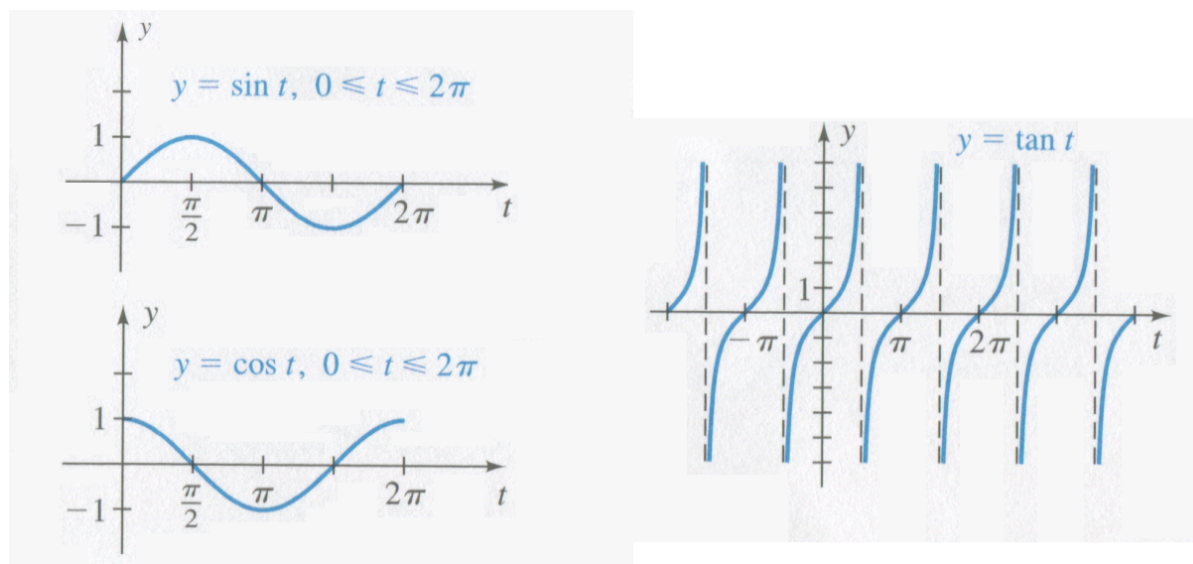 y
y = sin t, 0 ⩽ t ⩽ 2π
1
−1
π/2
π
2π
t
y
y = cos t, 0 ⩽ t ⩽ 2π
1
−1
π/2
π
2π
t
y
y = tan t
1
−π
π
2π
t